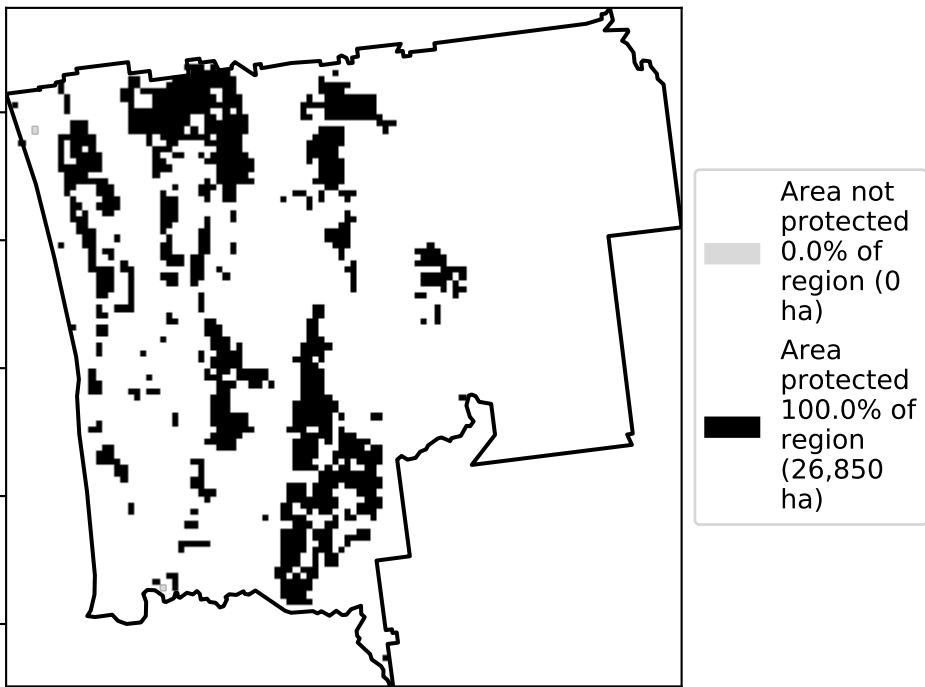 Area not
protected
0.0% of
region (0
ha)
Area
protected
100.0% of
region
(26,850
ha)